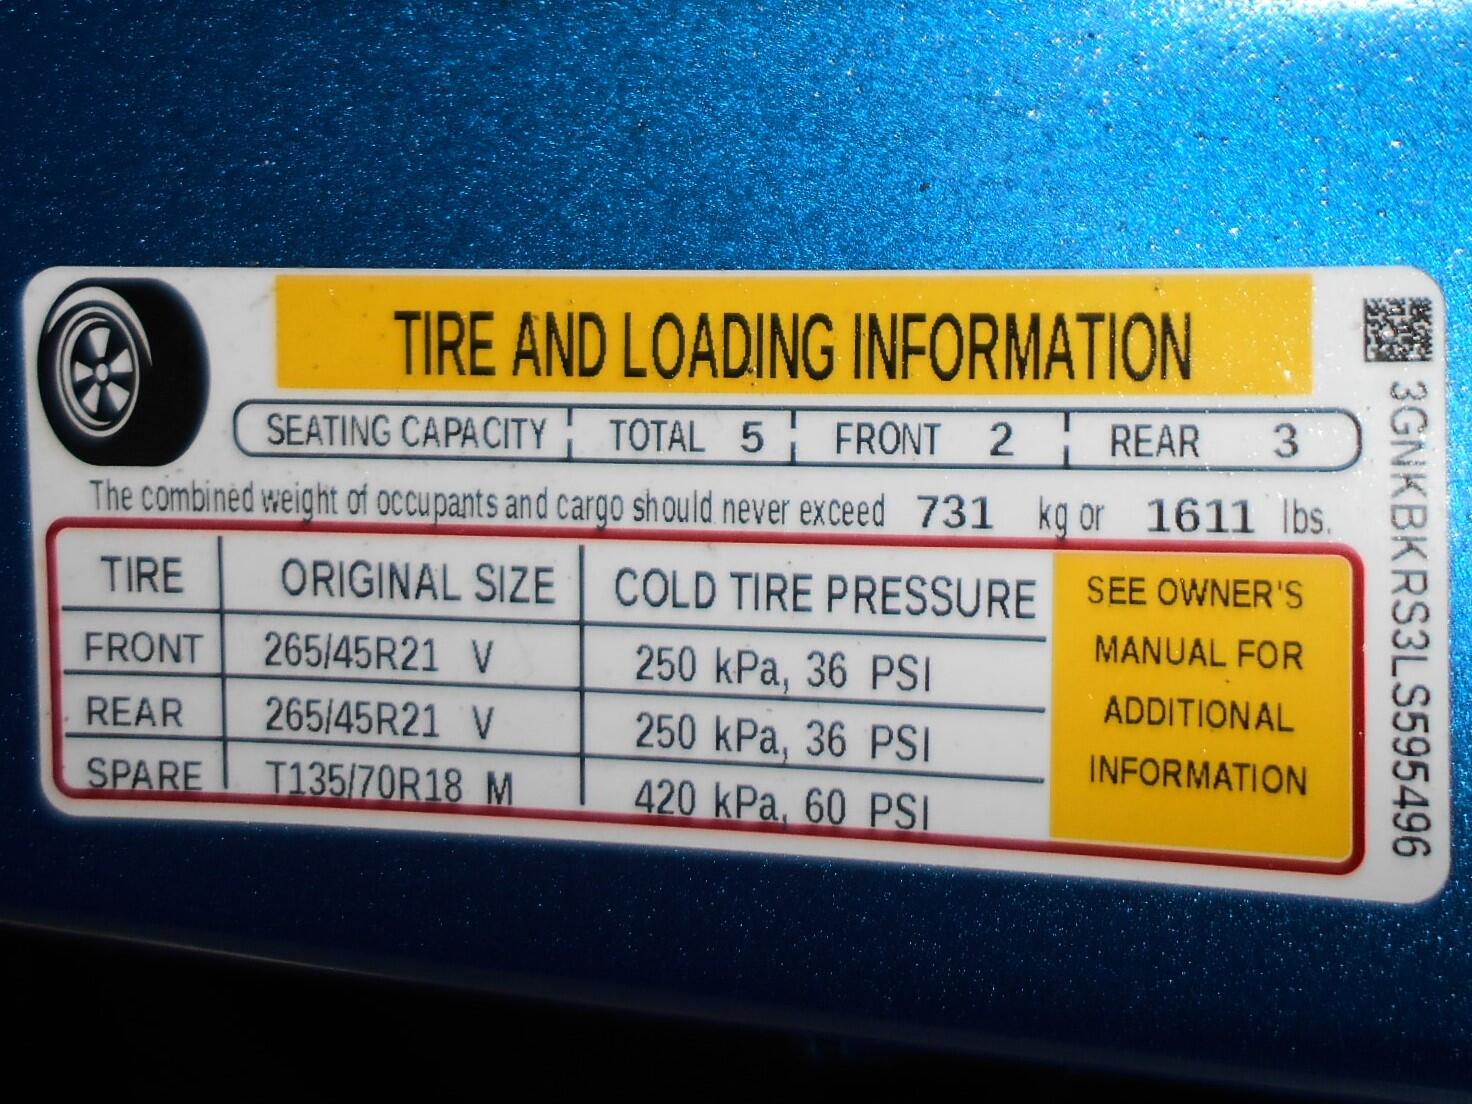 TIRE AND LOADING INFORMATION
SEATING CAPACITY TOTAL 5 FRONT 2 REAR 3
The combined weight of occupants and cargo should never exceed 731 kg or 1611 lbs.
TIRE ORIGINAL SIZE COLD TIRE PRESSURE
FRONT 265/45R21 V 250 kPa, 36 PSI
REAR 265/45R21 V 250 kPa, 36 PSI
SPARE T135/70R18 M 420 kPa, 60 PSI
SEE OWNER'S
MANUAL FOR
ADDITIONAL
INFORMATION
3GNKBKRS3LS595496